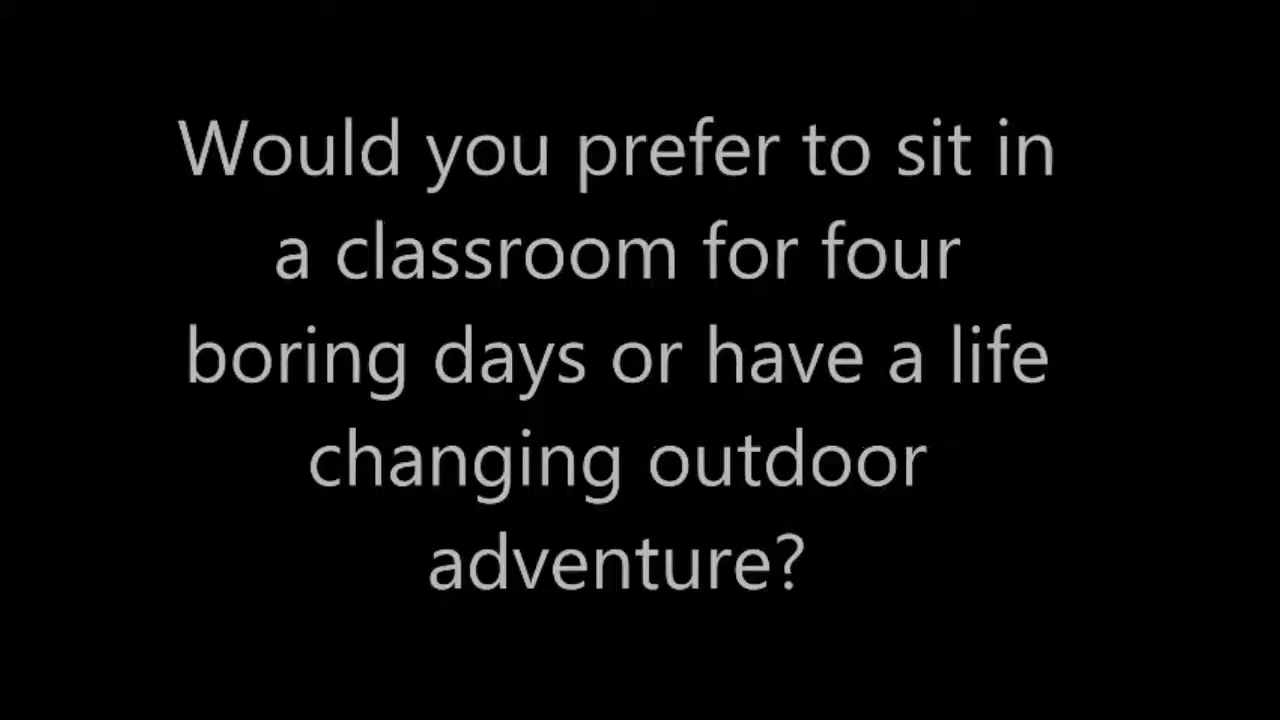 Would you prefer to sit in
a classroom for four
boring days or have a life
changing outdoor
adventure?